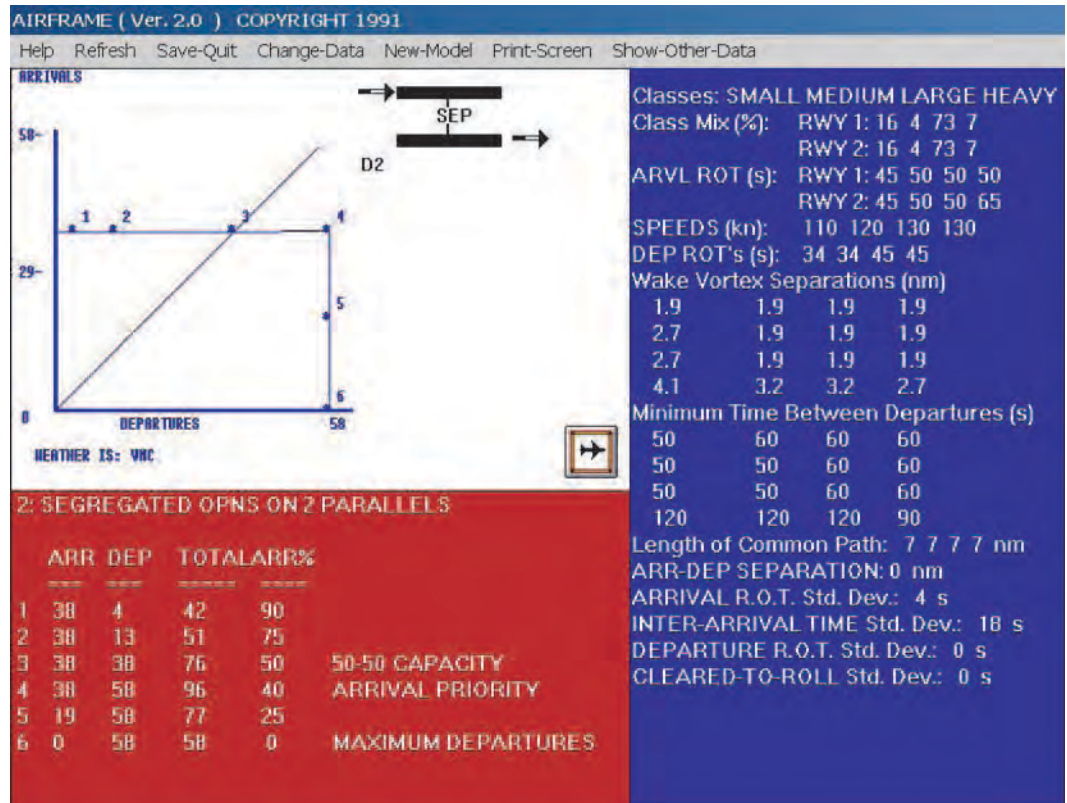 AIRFRAME ( Ver. 2.0 ) COPYRIGHT 1991
Help Refresh Save-Quit Change-Data New-Model Print-Screen Show-Other-Data
ARRIVALS
SEP
58-
D2
1 2 3 4
29-
5
6
0 DEPARTURES 58
WEATHER IS: VMC
2: SEGREGATED OPNS ON 2 PARALLELS
ARR DEP TOTAL ARR%
=== === ===== ====
1 38 4 42 90
2 38 13 51 75
3 38 38 76 50 50-50 CAPACITY
4 38 58 96 40 ARRIVAL PRIORITY
5 19 58 77 25
6 0 58 58 0 MAXIMUM DEPARTURES
Classes: SMALL MEDIUM LARGE HEAVY
Class Mix (%): RWY 1: 16 4 73 7
RWY 2: 16 4 73 7
ARVL ROT (s): RWY 1: 45 50 50 50
RWY 2: 45 50 50 65
SPEEDS (kn): 110 120 130 130
DEP ROT's (s): 34 34 45 45
Wake Vortex Separations (nm)
1.9 1.9 1.9 1.9
2.7 1.9 1.9 1.9
2.7 1.9 1.9 1.9
4.1 3.2 3.2 2.7
Minimum Time Between Departures (s)
50 60 60 60
50 50 60 60
50 50 60 60
120 120 120 90
Length of Common Path: 7 7 7 7 nm
ARR-DEP SEPARATION: 0 nm
ARRIVAL R.O.T. Std. Dev.: 4 s
INTER-ARRIVAL TIME Std. Dev.: 18 s
DEPARTURE R.O.T. Std. Dev.: 0 s
CLEARED-TO-ROLL Std. Dev.: 0 s